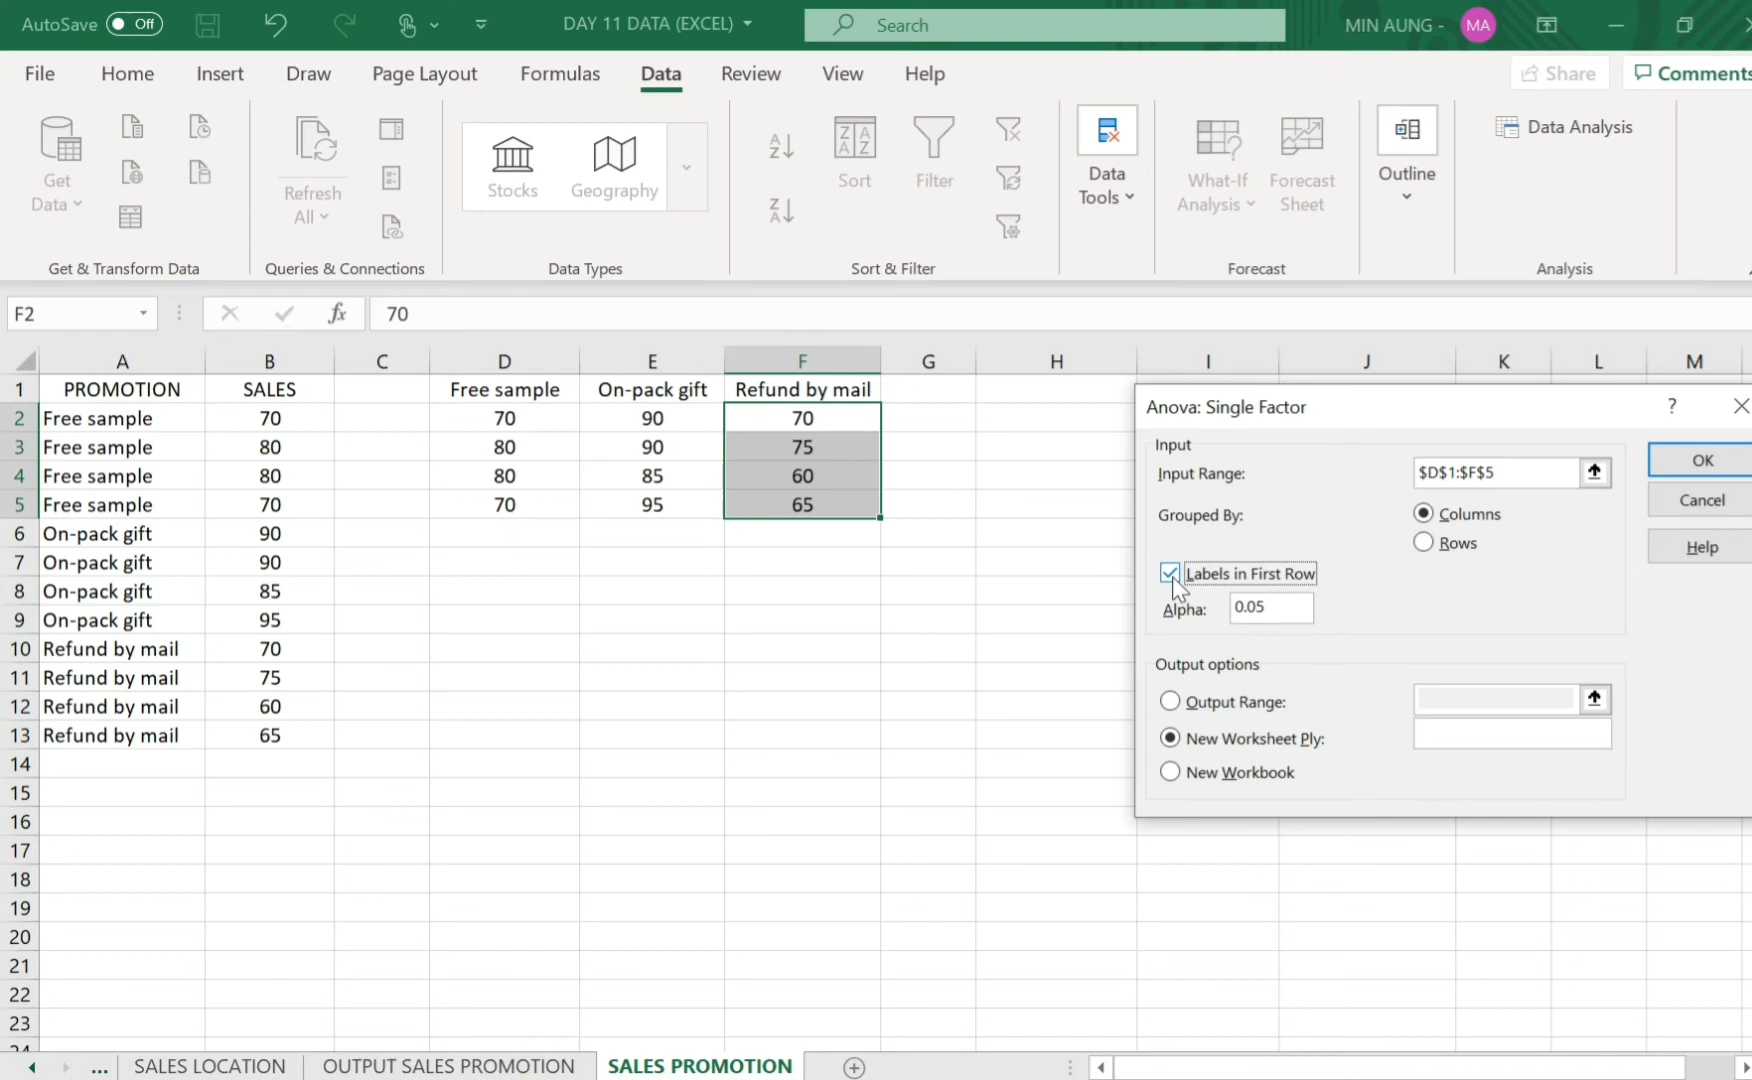 AutoSave Off DAY 11 DATA (EXCEL) Search MIN AUNG - MA
File Home Insert Draw Page Layout Formulas Data Review View Help Share Comments
Get Data
Refresh All
Stocks Geography
Sort Filter
Data Tools
What-If Analysis Forecast Sheet
Outline
Data Analysis
Get & Transform Data Queries & Connections Data Types Sort & Filter Forecast Analysis
F2 fx 70
A B C D E F G H I J K L M
1 PROMOTION SALES Free sample On-pack gift Refund by mail
2 Free sample 70 70 90 70
3 Free sample 80 80 90 75
4 Free sample 80 80 85 60
5 Free sample 70 70 95 65
6 On-pack gift 90
7 On-pack gift 90
8 On-pack gift 85
9 On-pack gift 95
10 Refund by mail 70
11 Refund by mail 75
12 Refund by mail 60
13 Refund by mail 65
14
15
16
17
18
19
20
21
22
23
24
Anova: Single Factor ?
Input
Input Range: $D$1:$F$5 OK
Cancel
Grouped By: Columns
Rows Help
Labels in First Row
Alpha: 0.05
Output options
Output Range:
New Worksheet Ply:
New Workbook
... SALES LOCATION OUTPUT SALES PROMOTION SALES PROMOTION